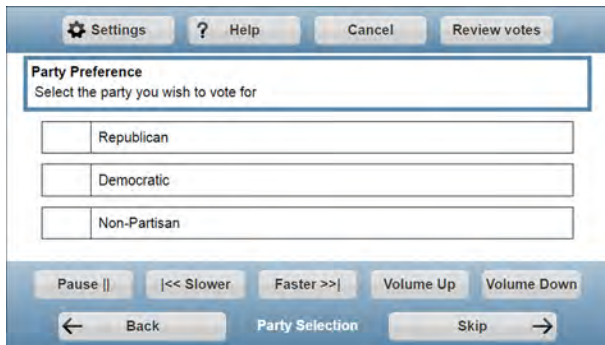 Settings ? Help Cancel Review votes
Party Preference
Select the party you wish to vote for
Republican
Democratic
Non-Partisan
Pause || |<< Slower Faster >>| Volume Up Volume Down
← Back Party Selection Skip →